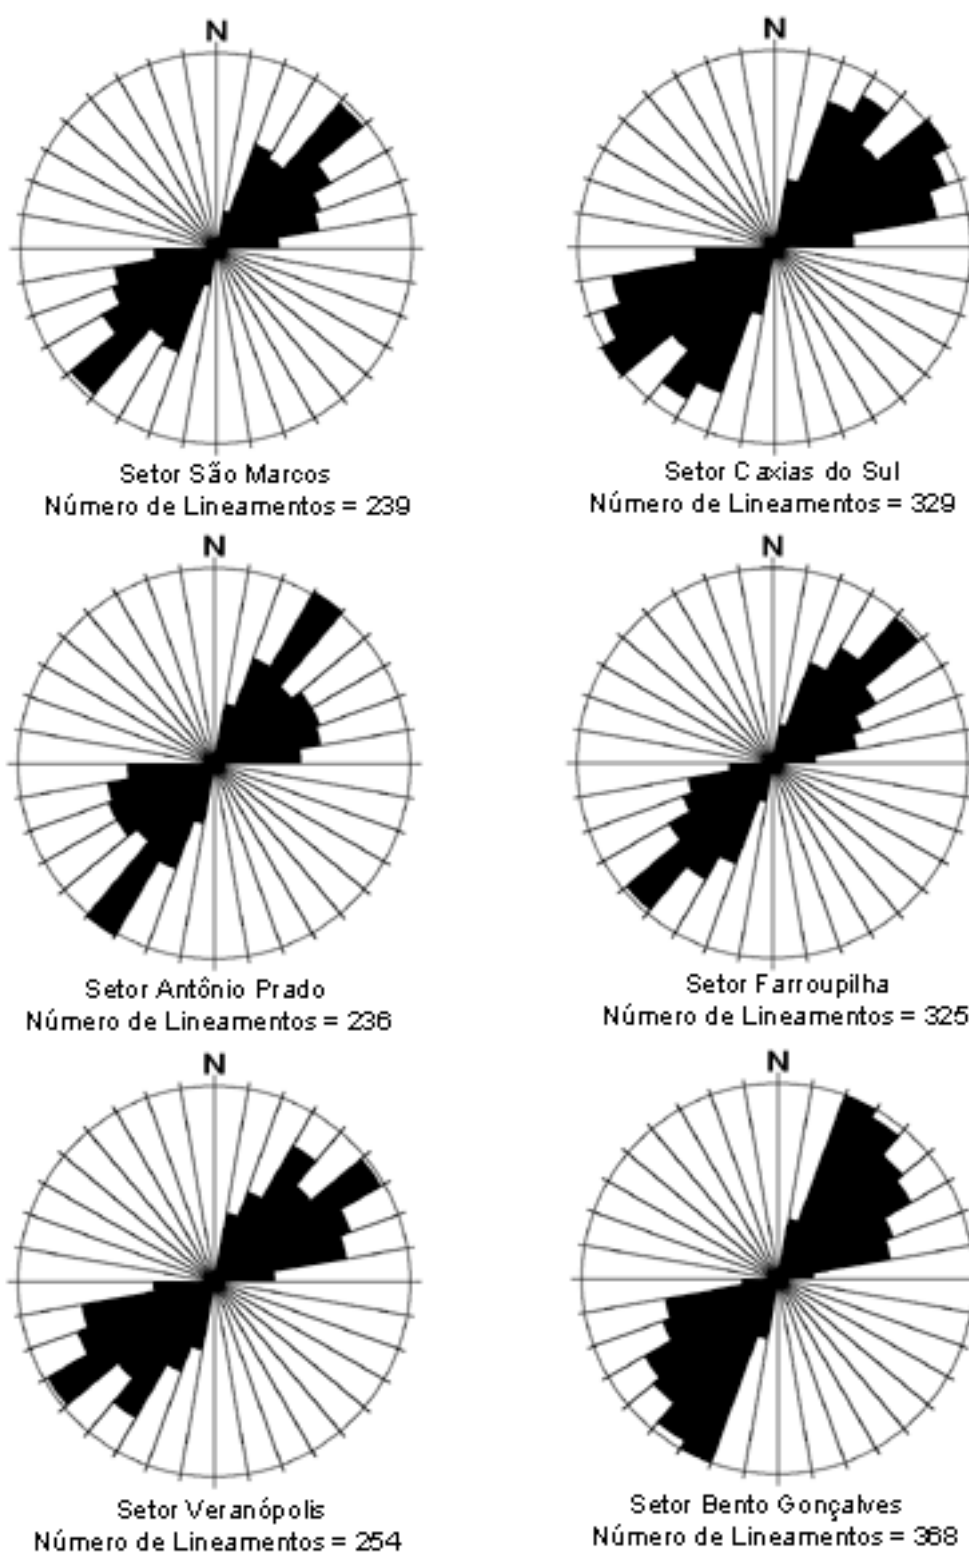 N
N
Setor São Marcos
Número de Lineamentos = 239
Setor Caxias do Sul
Número de Lineamentos = 329
N
N
Setor Antônio Prado
Número de Lineamentos = 236
Setor Farroupilha
Número de Lineamentos = 325
N
N
Setor Veranópolis
Número de Lineamentos = 254
Setor Bento Gonçalves
Número de Lineamentos = 368